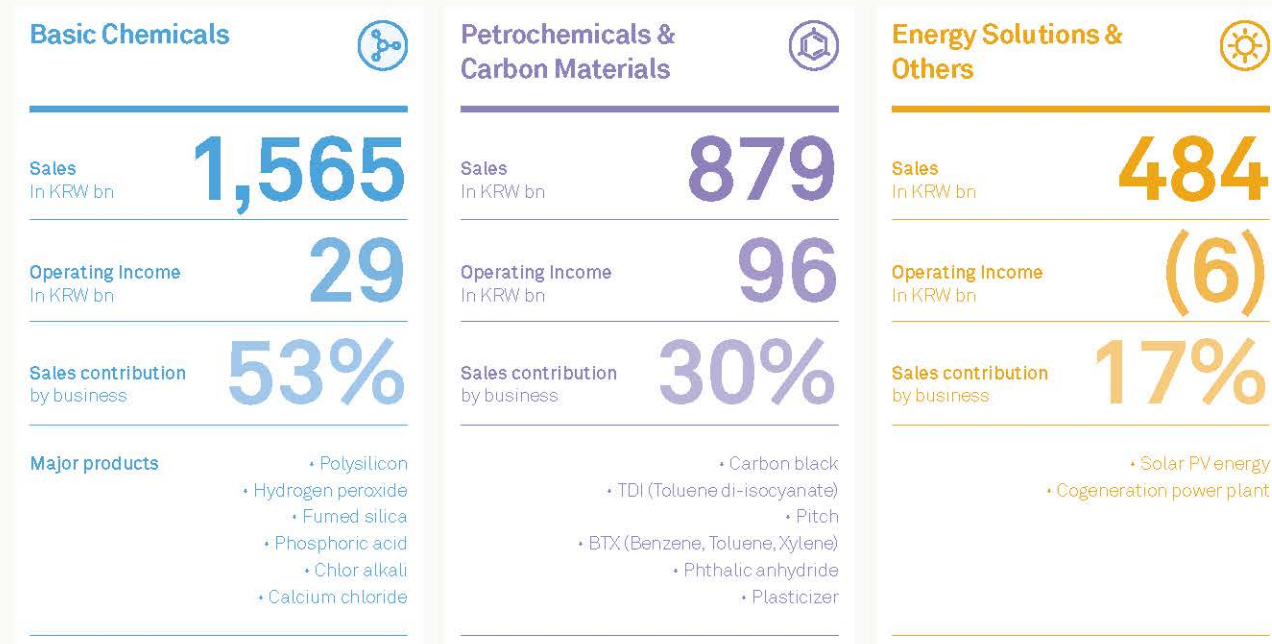 Basic Chemicals
Sales
In KRW bn
1,565
Operating Income
In KRW bn
29
Sales contribution
by business
53%
Major products
• Polysilicon
• Hydrogen peroxide
• Fumed silica
• Phosphoric acid
• Chlor alkali
• Calcium chloride
Petrochemicals &
Carbon Materials
Sales
In KRW bn
879
Operating Income
In KRW bn
96
Sales contribution
by business
30%
• Carbon black
• TDI (Toluene di-isocyanate)
• Pitch
• BTX (Benzene, Toluene, Xylene)
• Phthalic anhydride
• Plasticizer
Energy Solutions &
Others
Sales
In KRW bn
484
Operating Income
In KRW bn
(6)
Sales contribution
by business
17%
• Solar PV energy
• Cogeneration power plant